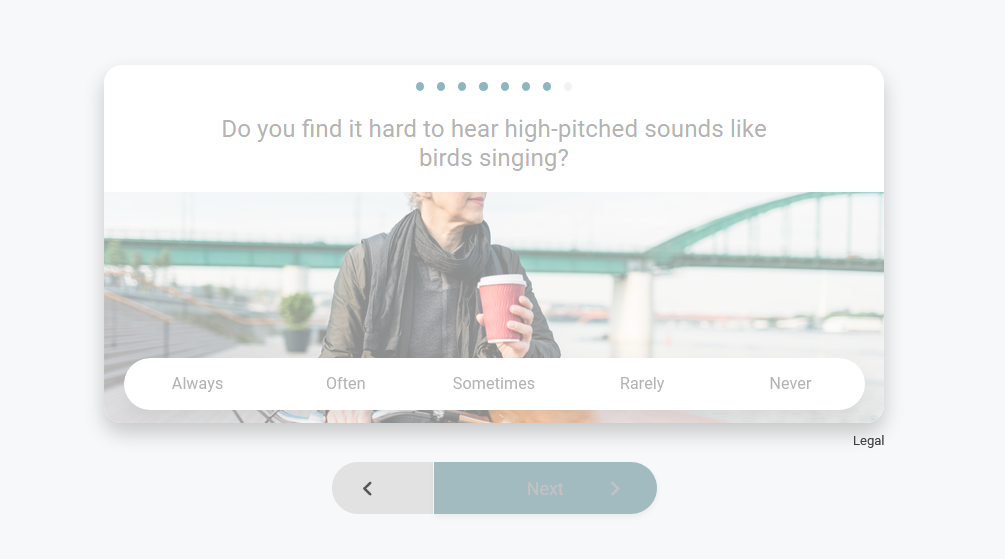 Do you find it hard to hear high-pitched sounds like
birds singing?
Always Often Sometimes Rarely Never
Legal
Next